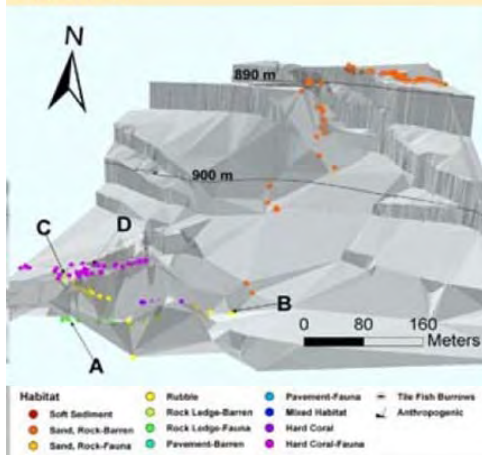 N
890 m
900 m
C
D
B
A
0 80 160
Meters
Habitat
Soft Sediment
Sand, Rock-Barren
Sand, Rock-Fauna
Rubble
Rock Ledge-Barren
Rock Ledge-Fauna
Pavement-Barren
Pavement-Fauna
Mixed Habitat
Hard Coral
Hard Coral-Fauna
Tile Fish Burrows
Anthropogenic